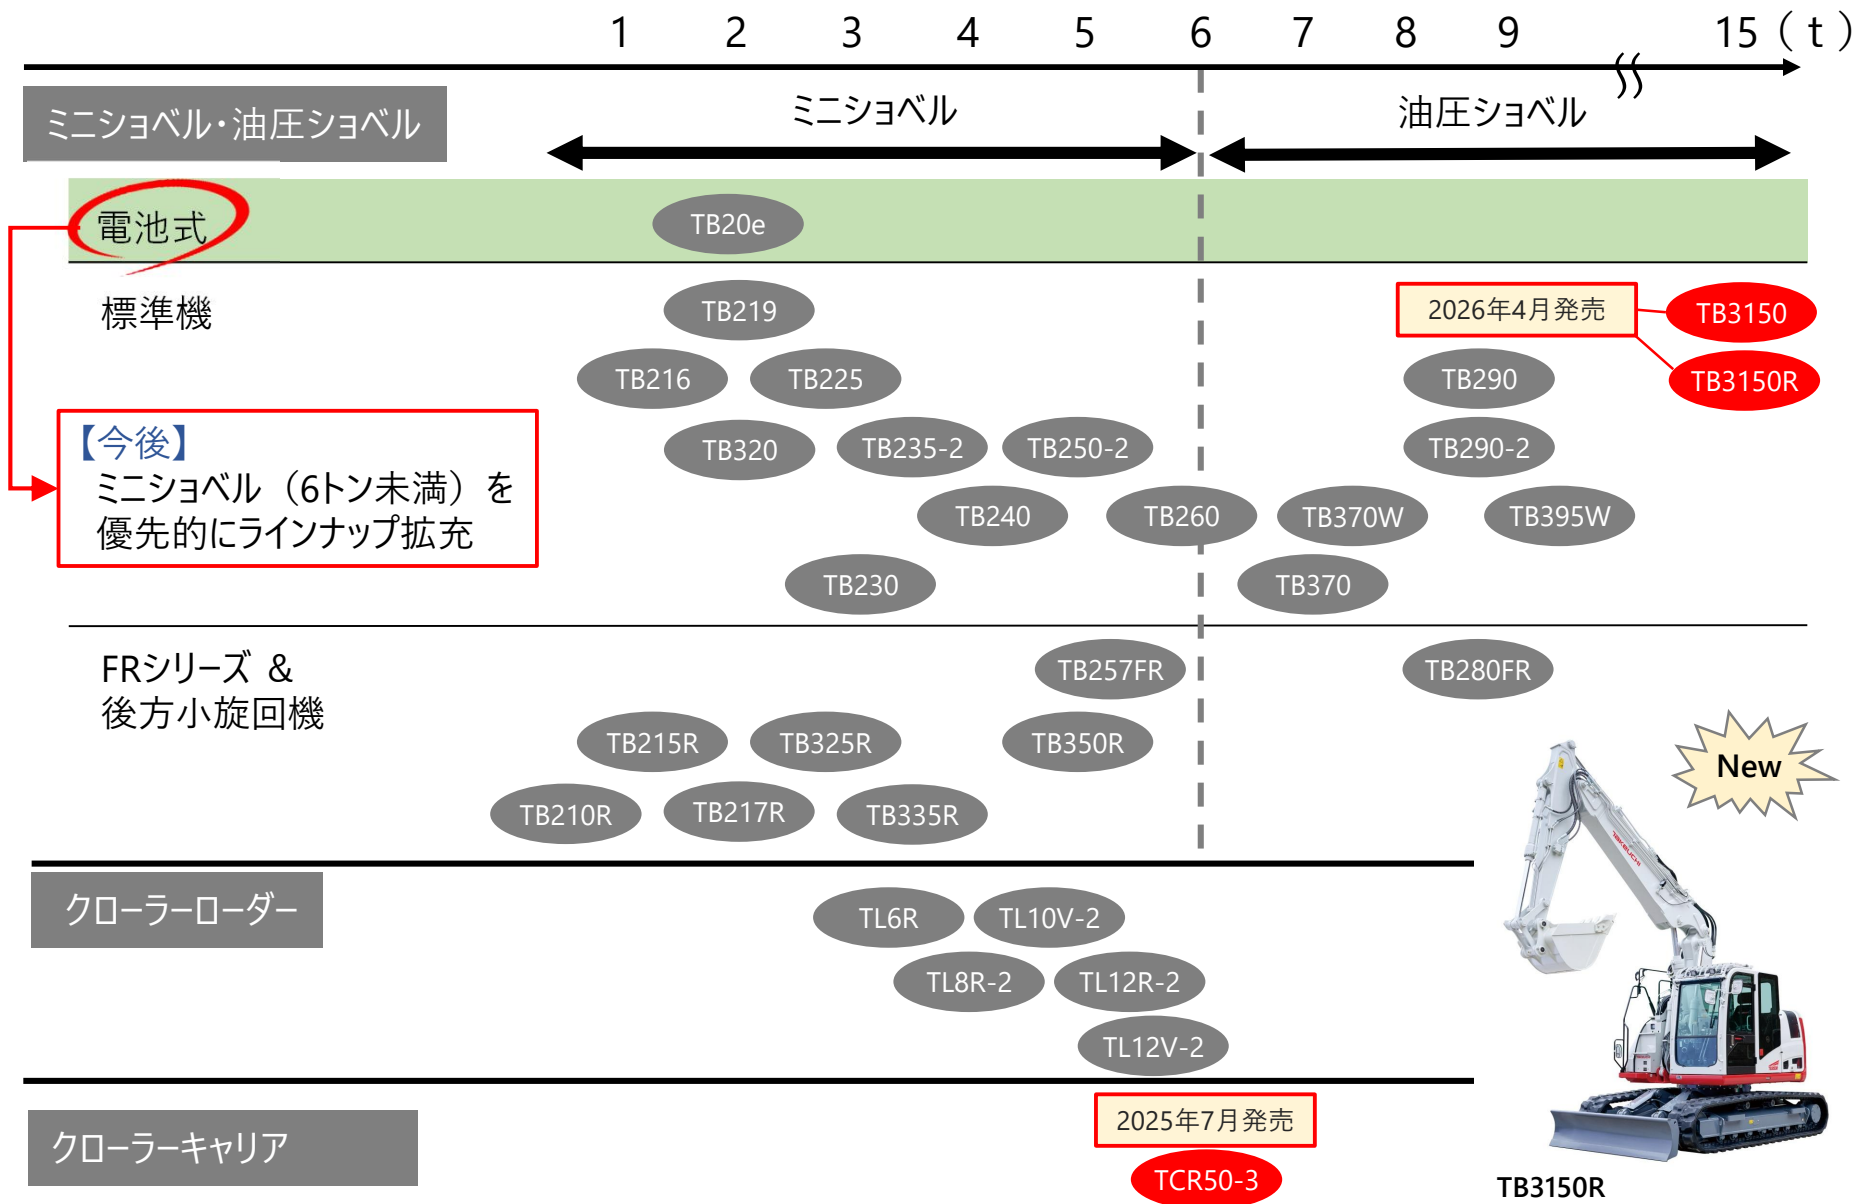 1 2 3 4 5 6 7 8 9 15（ｔ）
ミニショベル・油圧ショベル
ミニショベル
油圧ショベル
電池式
TB20e
標準機
TB219
2026年4月発売
TB3150
TB216
TB225
TB290
TB3150R
【今後】
ミニショベル（6トン未満）を
優先的にラインナップ拡充
TB320
TB235-2
TB250-2
TB290-2
TB240
TB260
TB370W
TB395W
TB230
TB370
FRシリーズ &
後方小旋回機
TB257FR
TB280FR
TB215R
TB325R
TB350R
TB210R
TB217R
TB335R
New
TAKEUCHI
クローラーローダー
TL6R
TL10V-2
TL8R-2
TL12R-2
TL12V-2
クローラーキャリア
2025年7月発売
TCR50-3
TB3150R